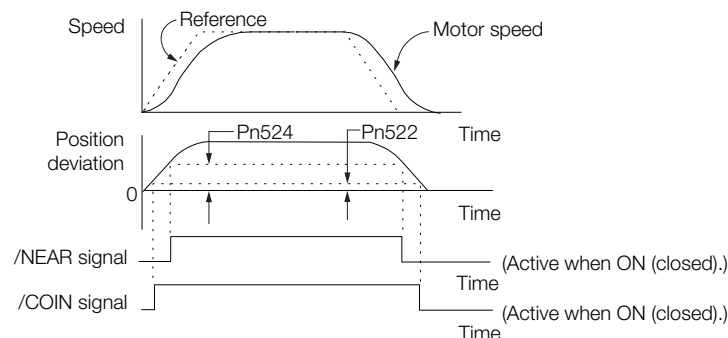 Speed
Reference
Motor speed
Time
Position
deviation
Pn524
Pn522
0
Time
/NEAR signal
(Active when ON (closed).)
Time
/COIN signal
(Active when ON (closed).)
Time